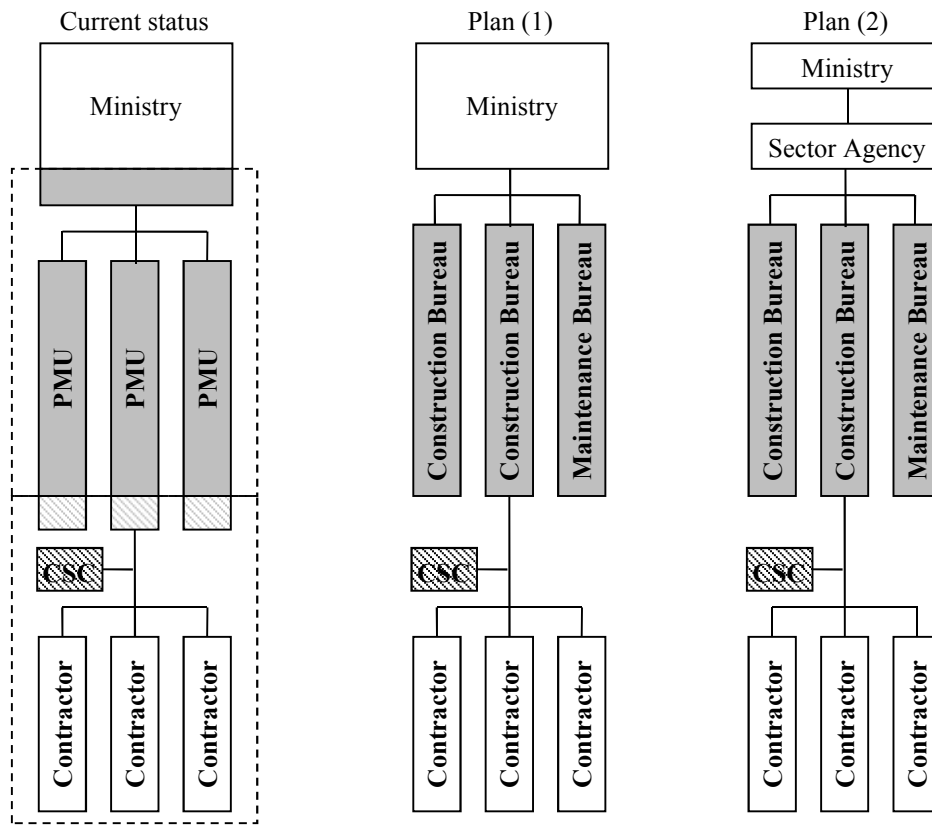 Current status
Ministry
PMU
PMU
PMU
CSC
Contractor
Contractor
Contractor
Plan (1)
Ministry
Construction Bureau
Construction Bureau
Maintenance Bureau
CSC
Contractor
Contractor
Contractor
Plan (2)
Ministry
Sector Agency
Construction Bureau
Construction Bureau
Maintenance Bureau
CSC
Contractor
Contractor
Contractor